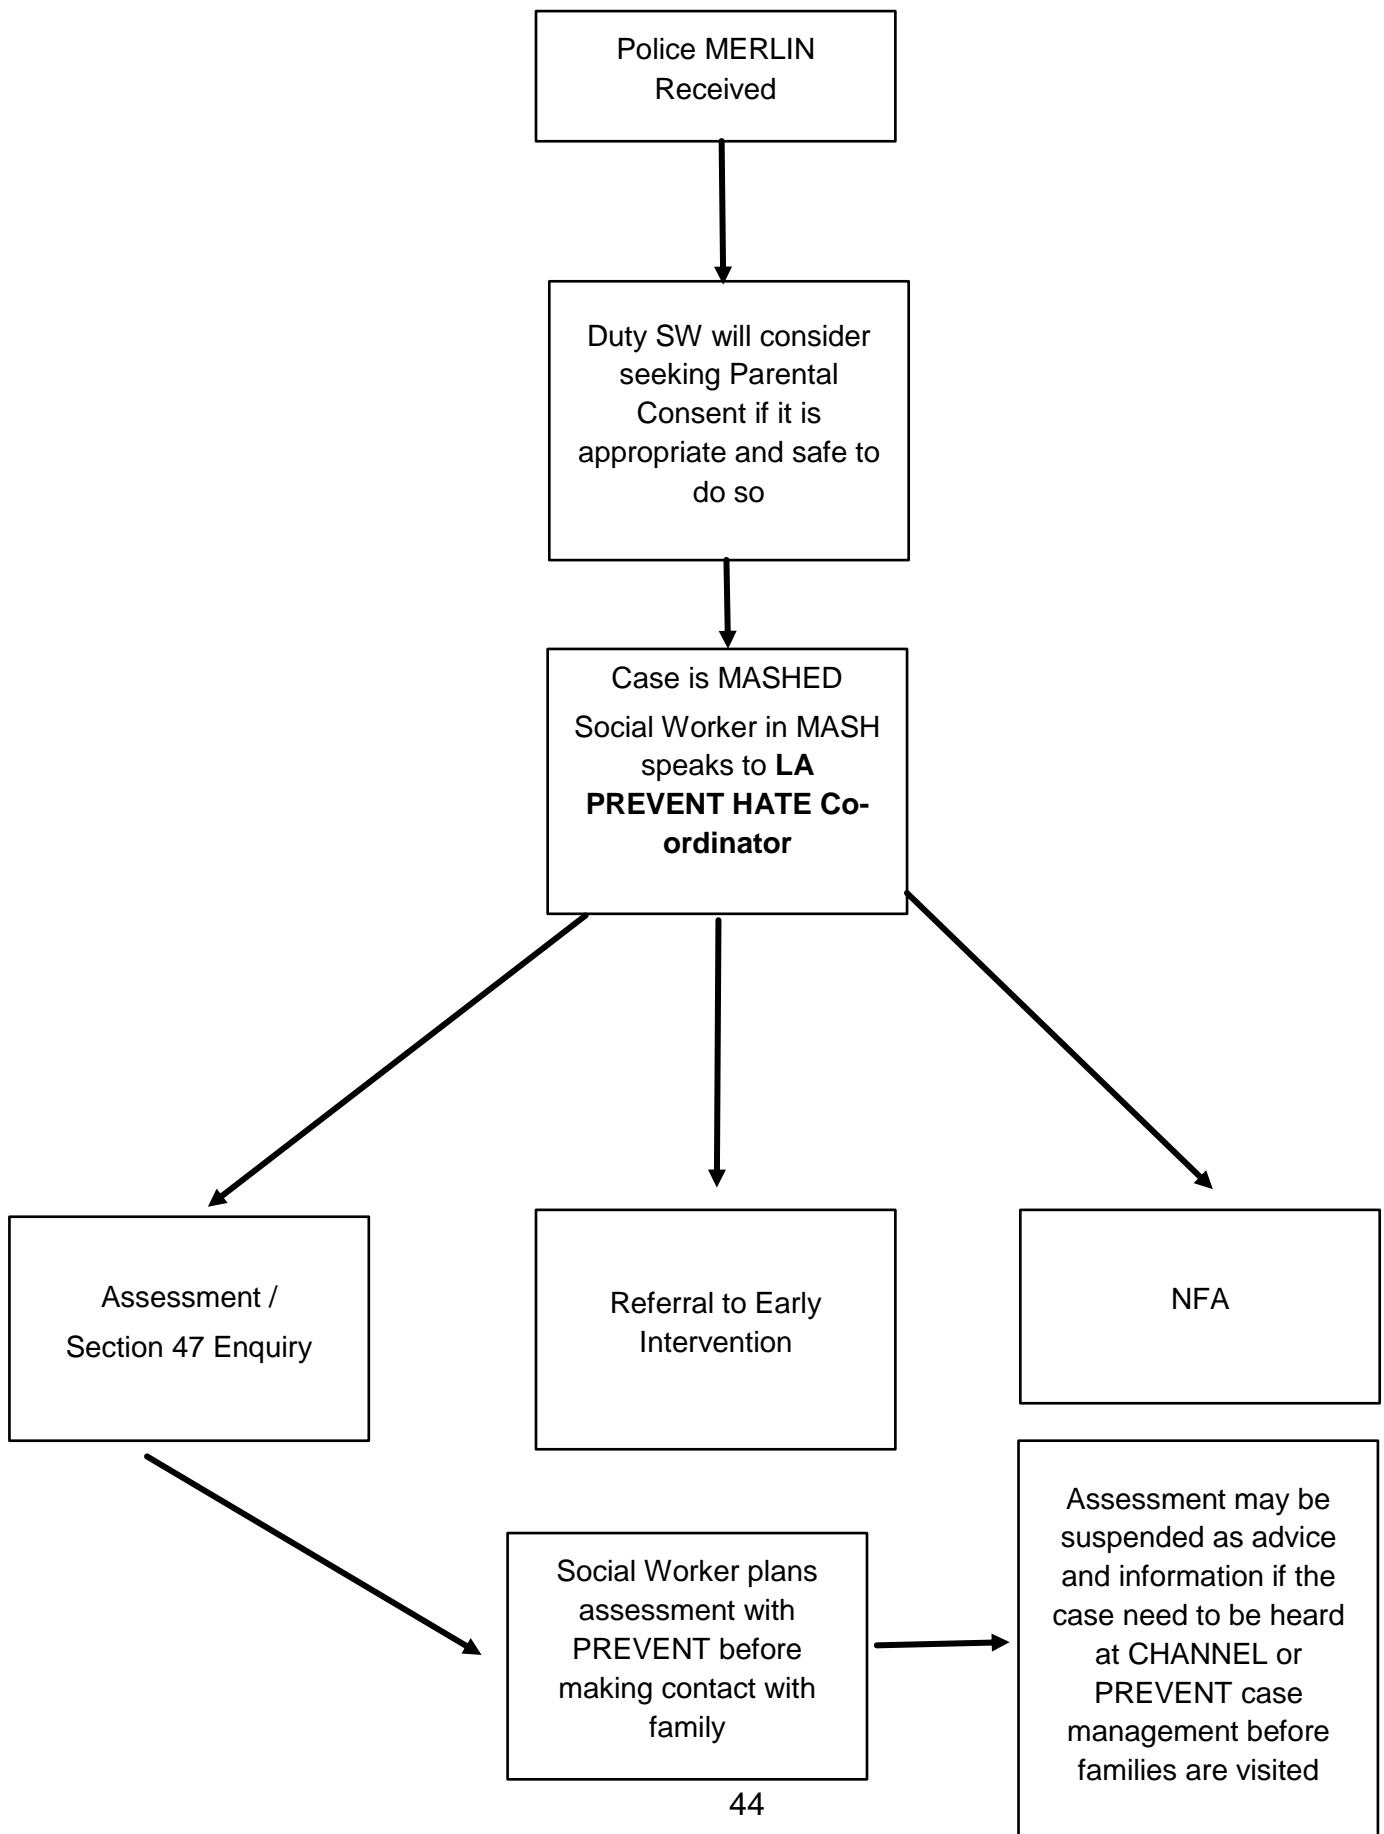 Police MERLIN
Received
Duty SW will consider
seeking Parental
Consent if it is
appropriate and safe to
do so
Case is MASHED
Social Worker in MASH
speaks to LA
PREVENT HATE Co-
ordinator
Assessment /
Section 47 Enquiry
Referral to Early
Intervention
NFA
Social Worker plans
assessment with
PREVENT before
making contact with
family
Assessment may be
suspended as advice
and information if the
case need to be heard
at CHANNEL or
PREVENT case
management before
families are visited
44